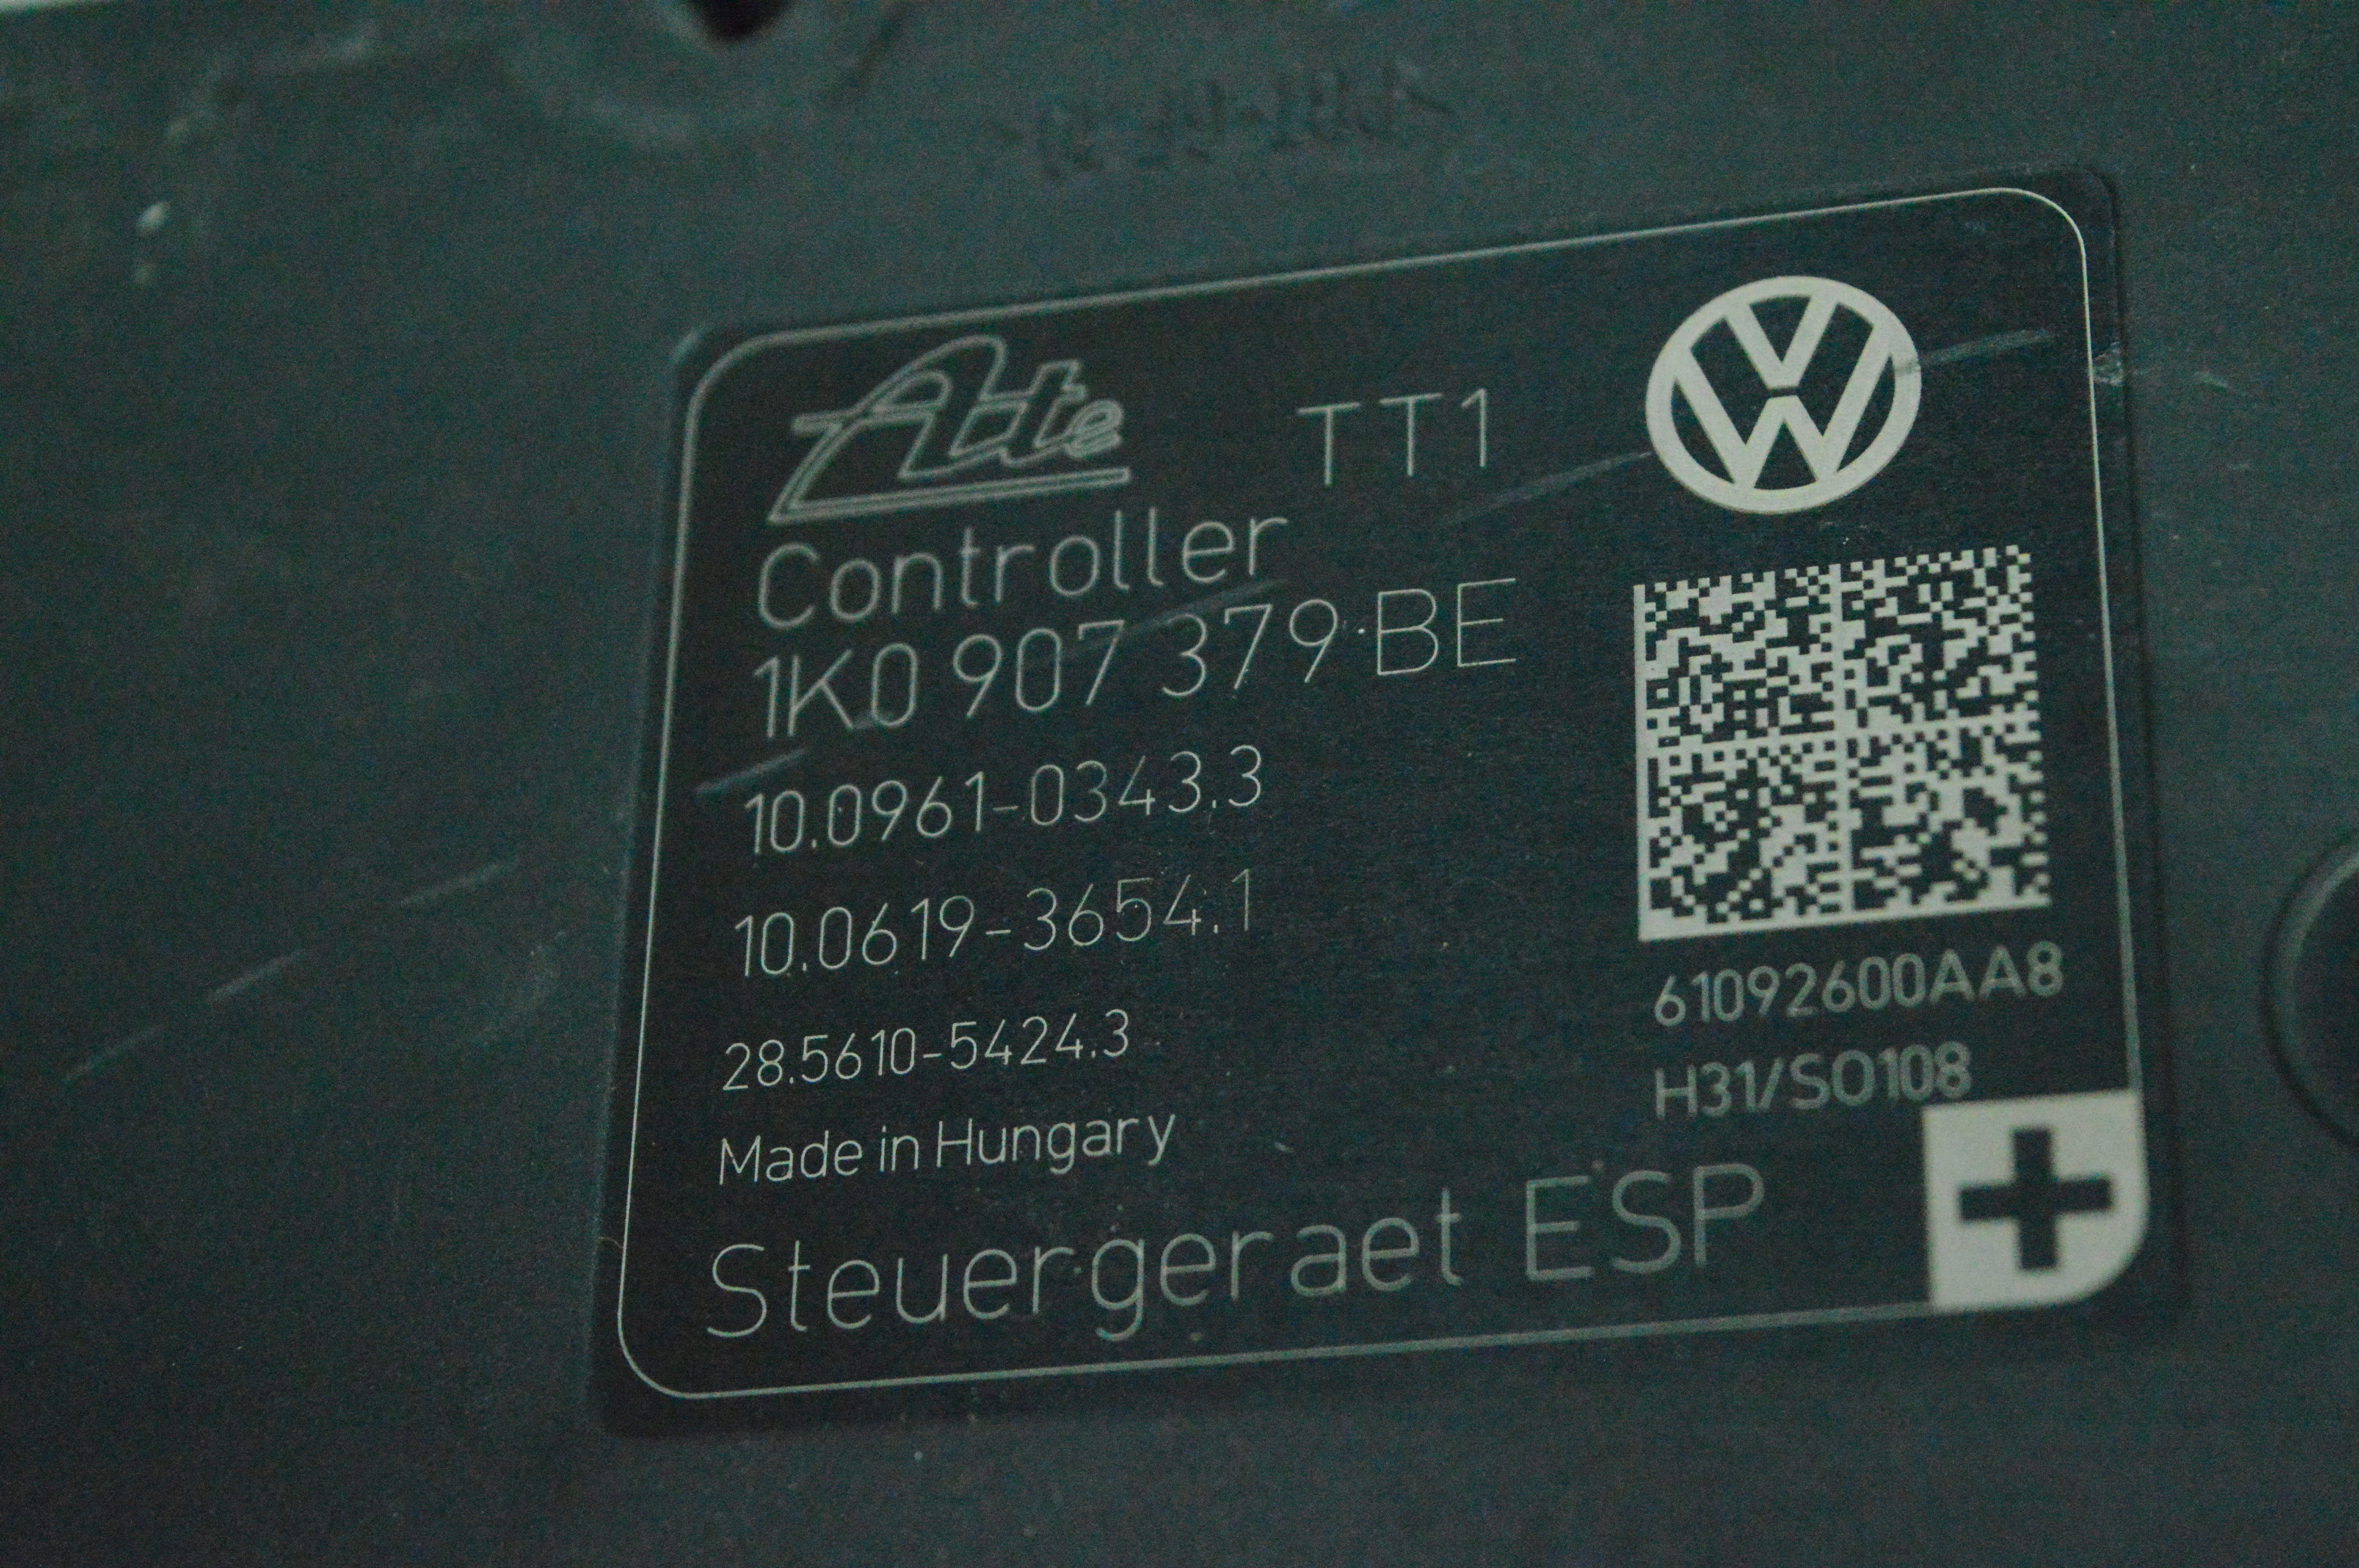 Ate TT1
Controller
1K0 907 379 BE
10.0961-0343.3
10.0619-3654.1
28.5610-5424.3
Made in Hungary
61092600AA8
H31/SO108
Steuergeraet ESP